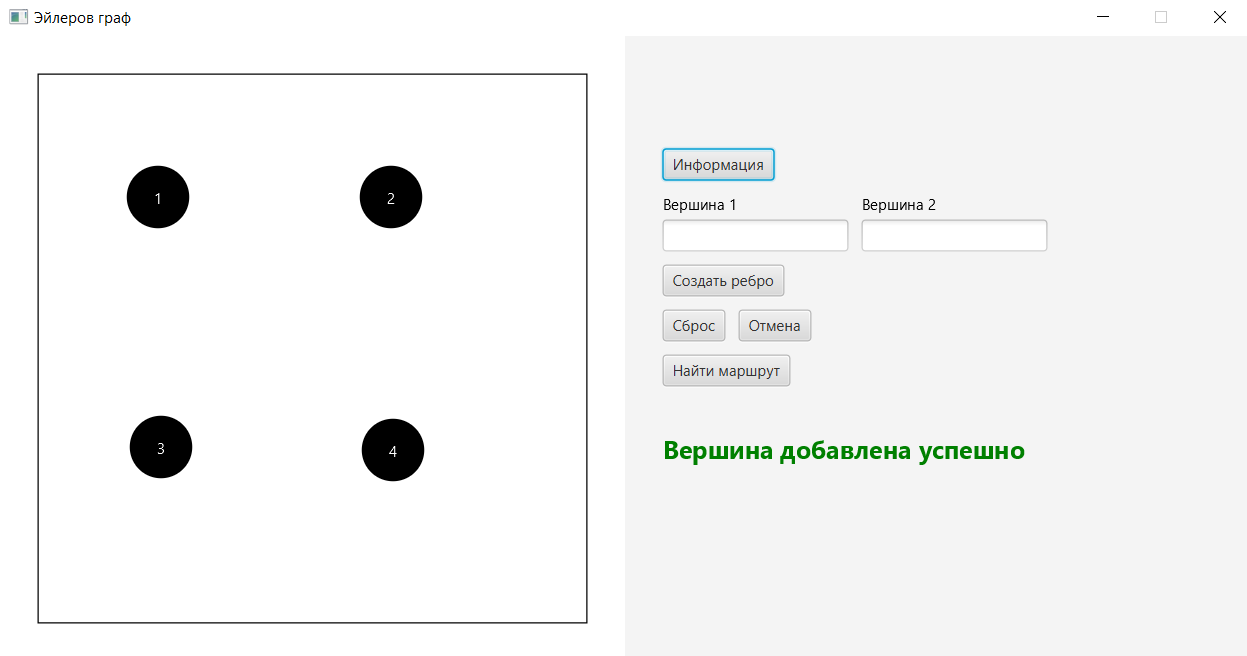 Эйлеров граф
1
2
3
4
Информация
Вершина 1
Вершина 2
Создать ребро
Сброс
Отмена
Найти маршрут
Вершина добавлена успешно